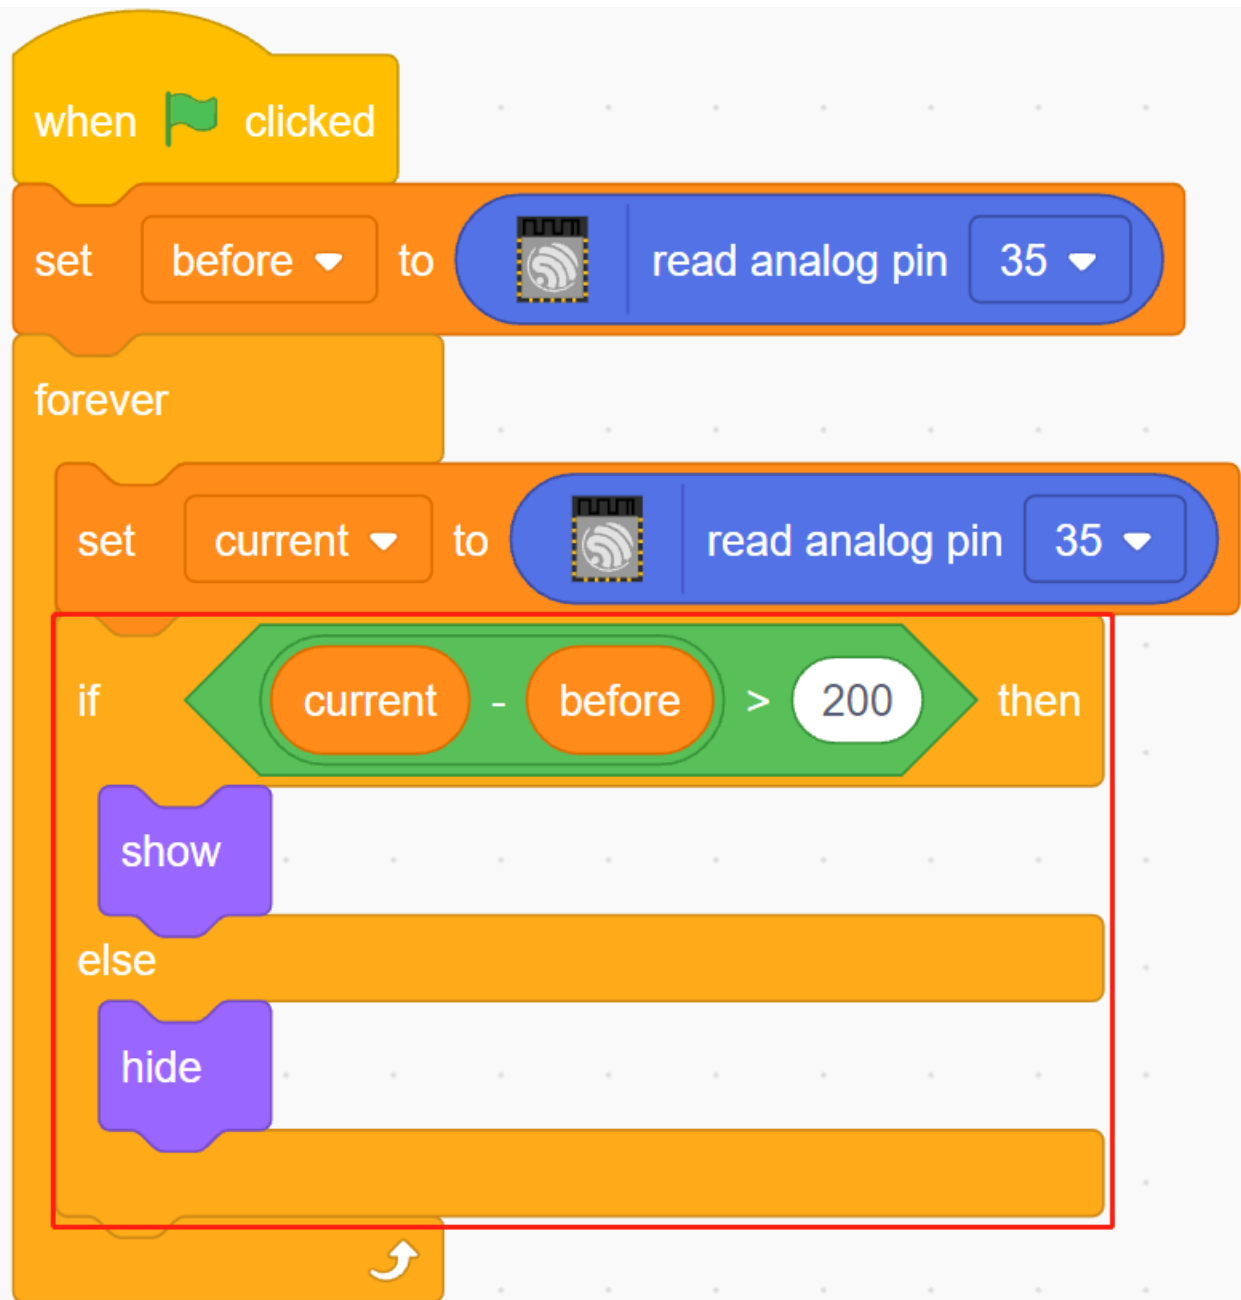 when clicked
set before to read analog pin 35
forever
set current to read analog pin 35
if current - before > 200 then
show
else
hide